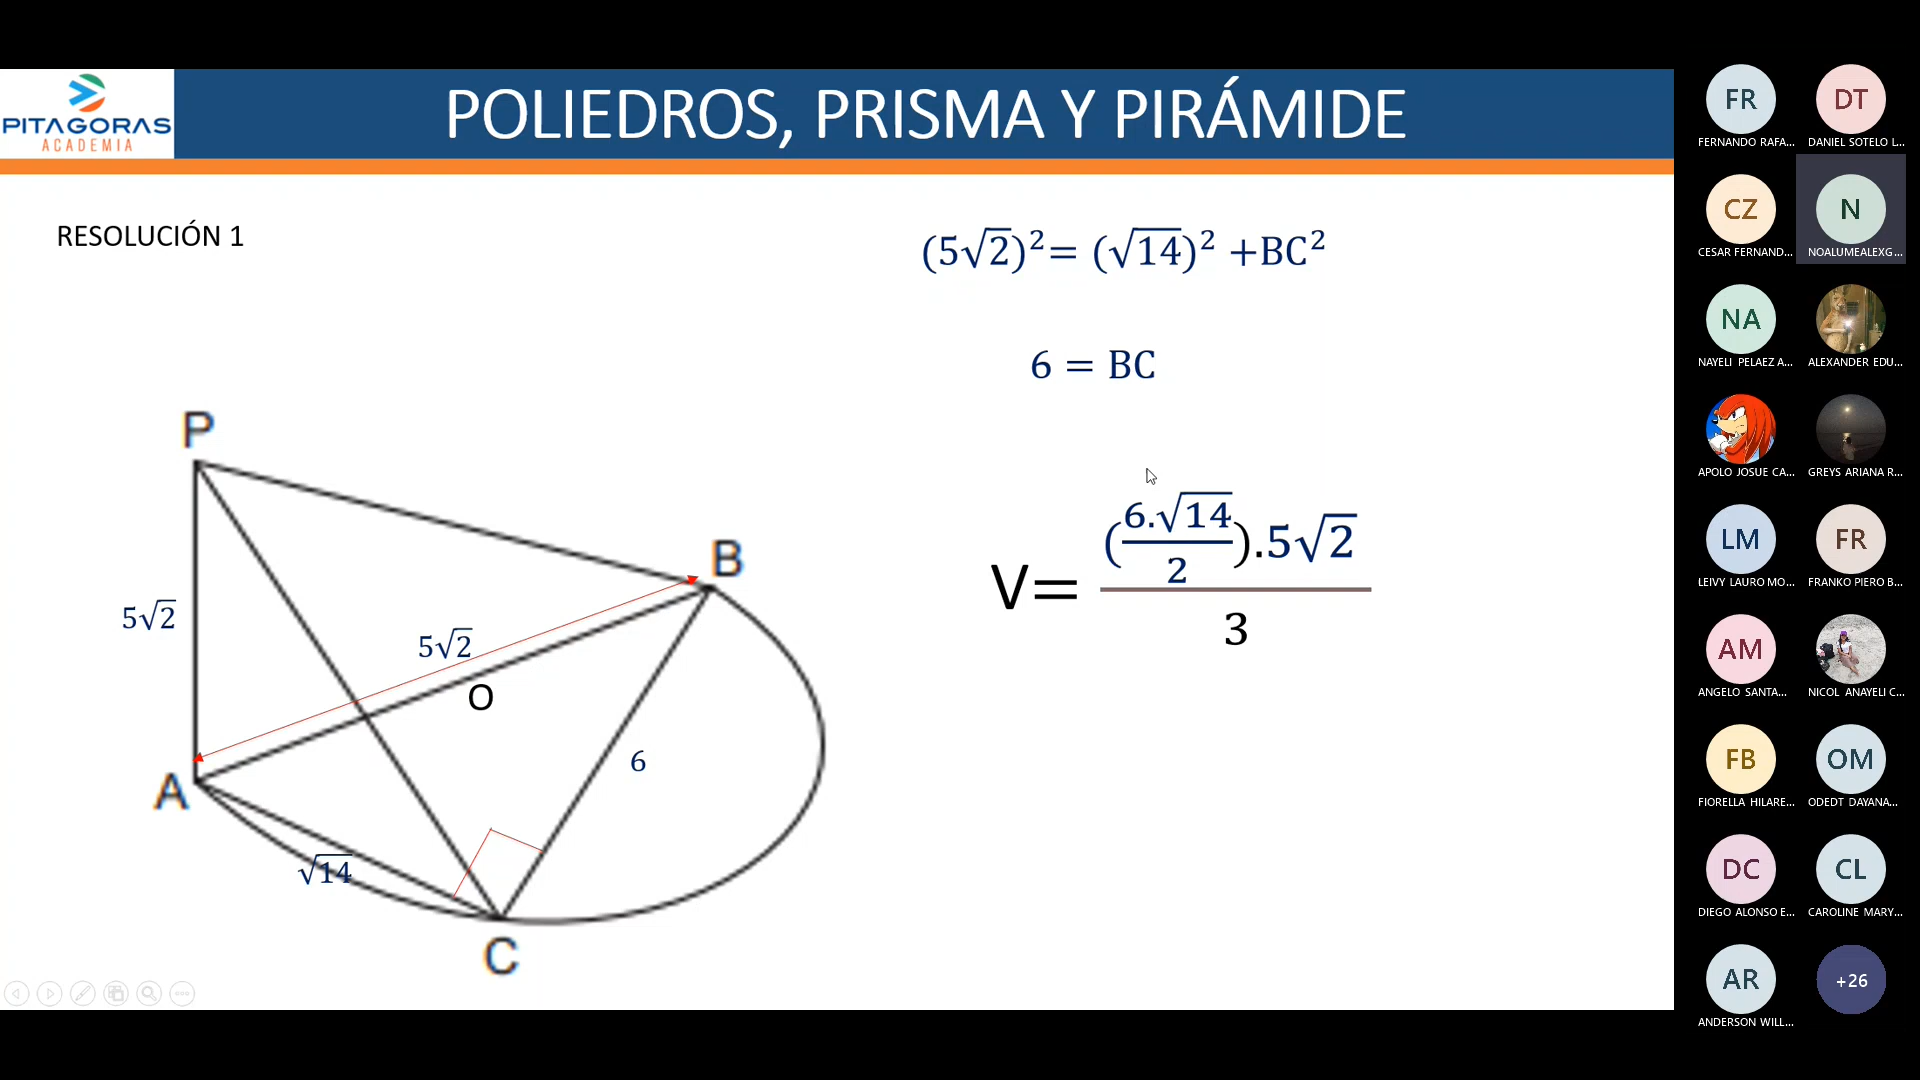 PITAGORAS
ACADEMIA
POLIEDROS, PRISMA Y PIRÁMIDE
RESOLUCIÓN 1
(5√2)²= (√14)² +BC²
6 = BC
V= ((6.√14)/2).5√2 / 3
P
B
5√2
5√2
O
6
A
√14
C
FR
FERNANDO RAFA...
DT
DANIEL SOTELO L...
CZ
CESAR FERNAND...
N
NOALUMEALEXG...
NA
NAYELI PELAEZ A...
ALEXANDER EDU...
APOLO JOSUE CA...
GREYS ARIANA R...
LM
LEIVY LAURO MO...
FR
FRANKO PIERO B...
AM
ANGELO SANTA...
NICOL ANAYELI C...
FB
FIORELLA HILARE...
OM
ODEDT DAYANA...
DC
DIEGO ALONSO E...
CL
CAROLINE MARY...
AR
ANDERSON WILL...
+26